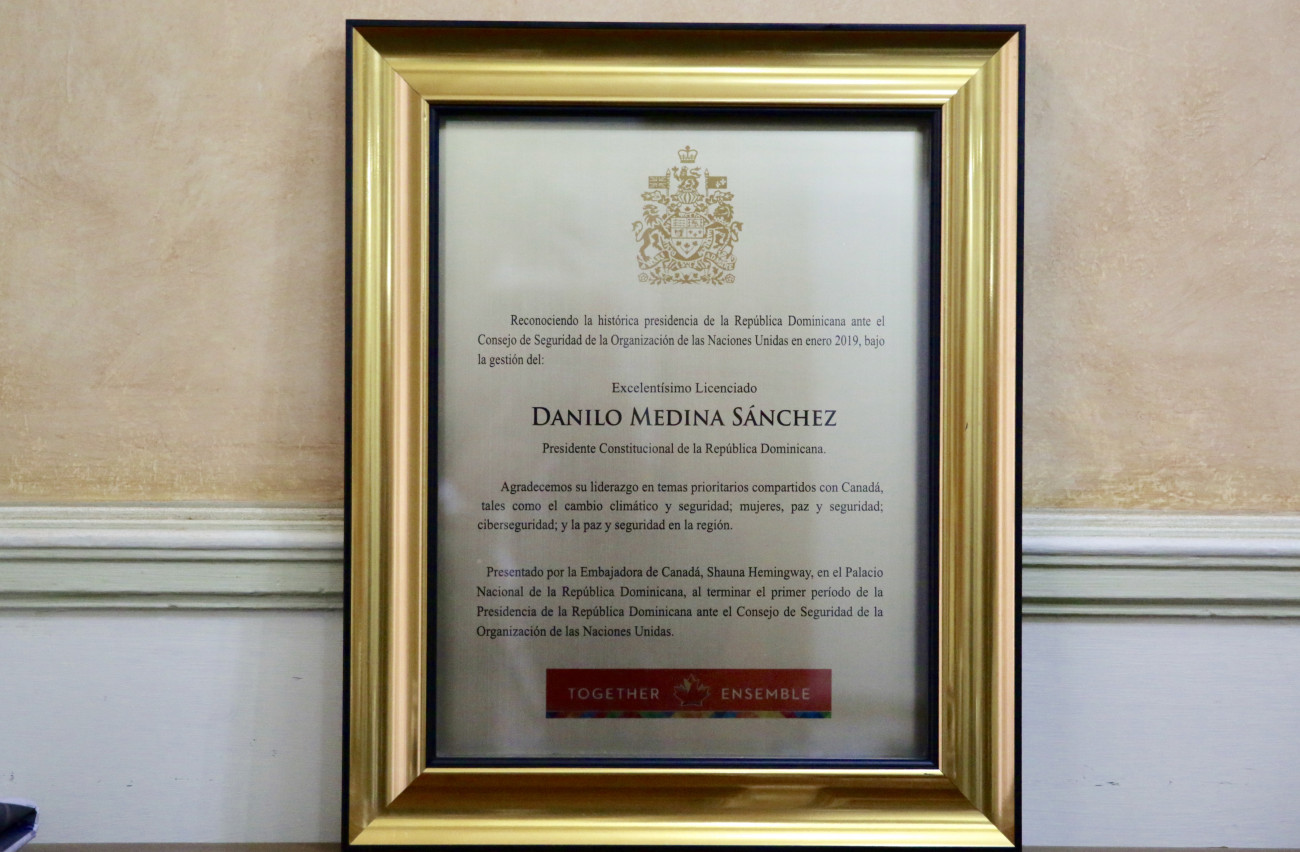 Reconociendo la histórica presidencia de la República Dominicana ante el
Consejo de Seguridad de la Organización de las Naciones Unidas en enero 2019, bajo
la gestión del:
Excelentísimo Licenciado
DANILO MEDINA SÁNCHEZ
Presidente Constitucional de la República Dominicana.
Agradecemos su liderazgo en temas prioritarios compartidos con Canadá,
tales como el cambio climático y seguridad; mujeres, paz y seguridad;
ciberseguridad; y la paz y seguridad en la región.
Presentado por la Embajadora de Canadá, Shauna Hemingway, en el Palacio
Nacional de la República Dominicana, al terminar el primer período de la
Presidencia de la República Dominicana ante el Consejo de Seguridad de la
Organización de las Naciones Unidas.
TOGETHER ENSEMBLE